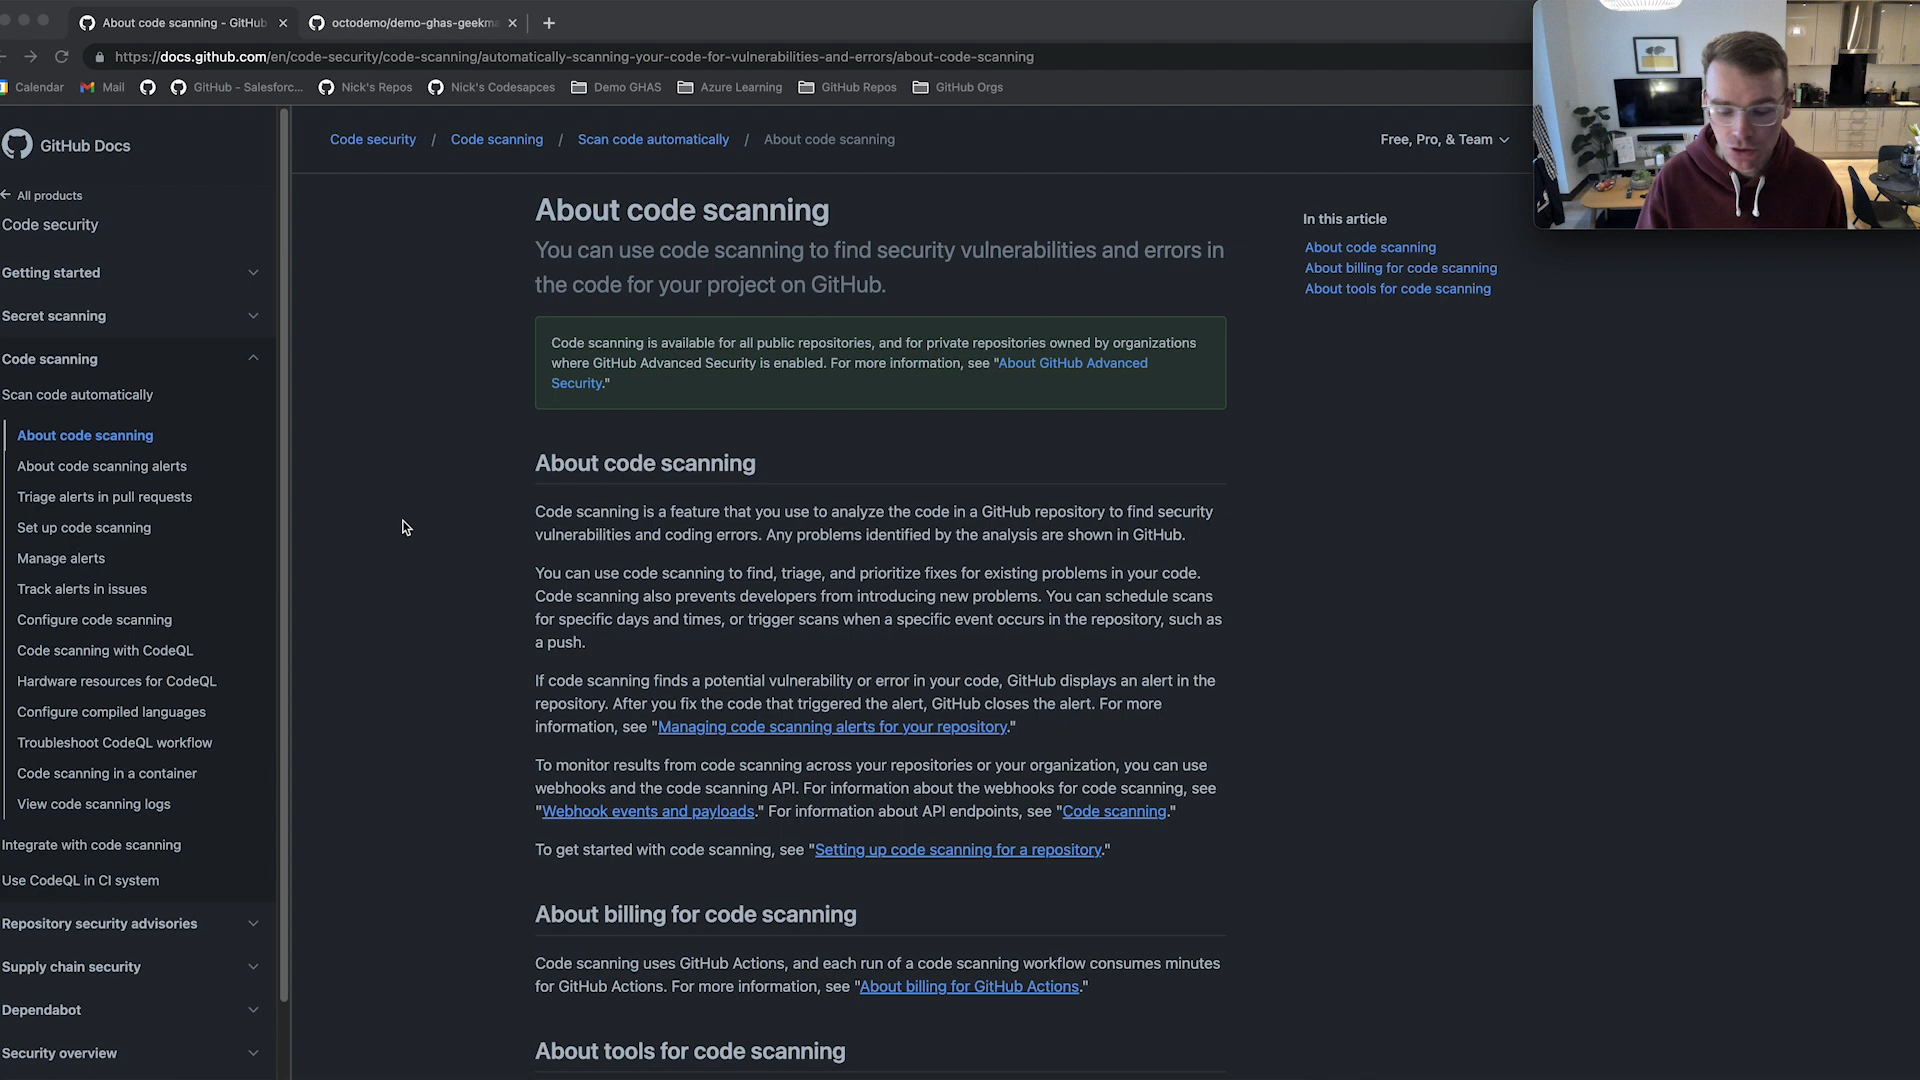 About code scanning - GitHub
octodemo/demo-ghas-geekma
https://docs.github.com/en/code-security/code-scanning/automatically-scanning-your-code-for-vulnerabilities-and-errors/about-code-scanning
Calendar
Mail
GitHub - Salesforc...
Nick's Repos
Nick's Codesapces
Demo GHAS
Azure Learning
GitHub Repos
GitHub Orgs
GitHub Docs
All products
Code security
Getting started
Secret scanning
Code scanning
Scan code automatically
About code scanning
About code scanning alerts
Triage alerts in pull requests
Set up code scanning
Manage alerts
Track alerts in issues
Configure code scanning
Code scanning with CodeQL
Hardware resources for CodeQL
Configure compiled languages
Troubleshoot CodeQL workflow
Code scanning in a container
View code scanning logs
Integrate with code scanning
Use CodeQL in CI system
Repository security advisories
Supply chain security
Dependabot
Security overview
Code security / Code scanning / Scan code automatically / About code scanning
Free, Pro, & Team
About code scanning
You can use code scanning to find security vulnerabilities and errors in
the code for your project on GitHub.
Code scanning is available for all public repositories, and for private repositories owned by organizations
where GitHub Advanced Security is enabled. For more information, see "About GitHub Advanced
Security."
About code scanning
Code scanning is a feature that you use to analyze the code in a GitHub repository to find security
vulnerabilities and coding errors. Any problems identified by the analysis are shown in GitHub.
You can use code scanning to find, triage, and prioritize fixes for existing problems in your code.
Code scanning also prevents developers from introducing new problems. You can schedule scans
for specific days and times, or trigger scans when a specific event occurs in the repository, such as
a push.
If code scanning finds a potential vulnerability or error in your code, GitHub displays an alert in the
repository. After you fix the code that triggered the alert, GitHub closes the alert. For more
information, see "Managing code scanning alerts for your repository."
To monitor results from code scanning across your repositories or your organization, you can use
webhooks and the code scanning API. For information about the webhooks for code scanning, see
"Webhook events and payloads." For information about API endpoints, see "Code scanning."
To get started with code scanning, see "Setting up code scanning for a repository."
About billing for code scanning
Code scanning uses GitHub Actions, and each run of a code scanning workflow consumes minutes
for GitHub Actions. For more information, see "About billing for GitHub Actions."
About tools for code scanning
In this article
About code scanning
About billing for code scanning
About tools for code scanning